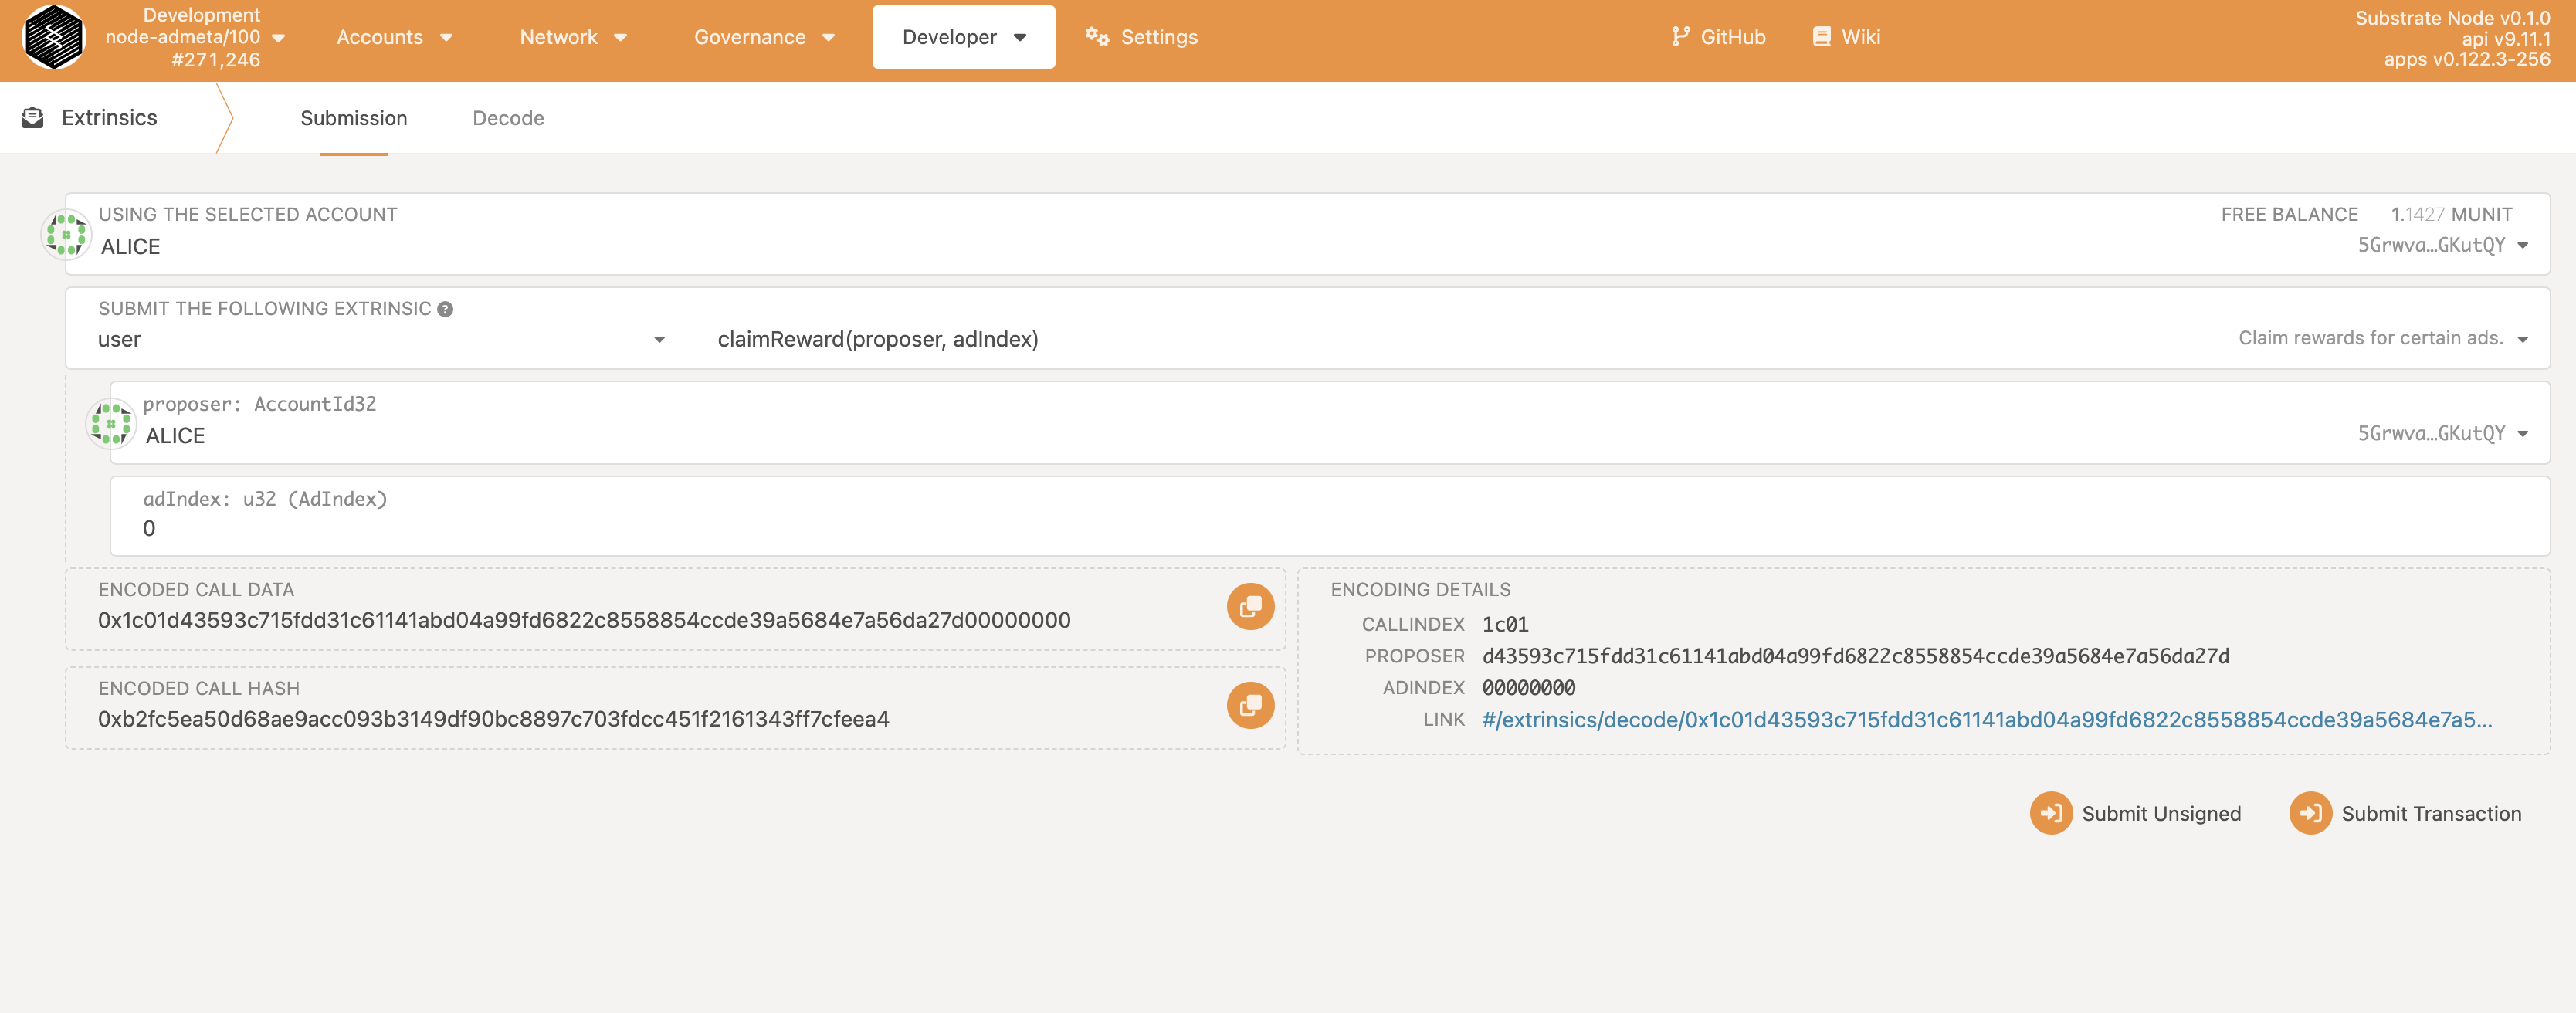 Development
node-admeta/100
#271,246
Accounts
Network
Governance
Developer
Settings
GitHub
Wiki
Substrate Node v0.1.0
api v9.11.1
apps v0.122.3-256
Extrinsics
Submission
Decode
USING THE SELECTED ACCOUNT
ALICE
FREE BALANCE 1.1427 MUNIT
5Grwva…GKutQY
SUBMIT THE FOLLOWING EXTRINSIC ?
user
claimReward(proposer, adIndex)
Claim rewards for certain ads.
proposer: AccountId32
ALICE
5Grwva…GKutQY
adIndex: u32 (AdIndex)
0
ENCODED CALL DATA
0x1c01d43593c715fdd31c61141abd04a99fd6822c8558854ccde39a5684e7a56da27d00000000
ENCODED CALL HASH
0xb2fc5ea50d68ae9acc093b3149df90bc8897c703fdcc451f2161343ff7cfeea4
ENCODING DETAILS
CALLINDEX 1c01
PROPOSER d43593c715fdd31c61141abd04a99fd6822c8558854ccde39a5684e7a56da27d
ADINDEX 00000000
LINK #/extrinsics/decode/0x1c01d43593c715fdd31c61141abd04a99fd6822c8558854ccde39a5684e7a5...
Submit Unsigned
Submit Transaction